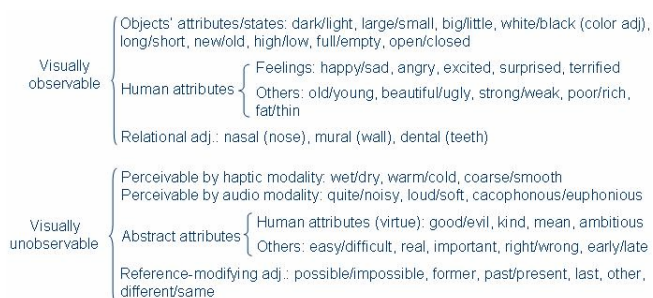 Objects' attributes/states: dark/light, large/small, big/little, white/black (color adj),
long/short, new/old, high/low, full/empty, open/closed
Visually
observable
Human attributes
Feelings: happy/sad, angry, excited, surprised, terrified
Others: old/young, beautiful/ugly, strong/weak, poor/rich,
fat/thin
Relational adj.: nasal (nose), mural (wall), dental (teeth)
Perceivable by haptic modality: wet/dry, warm/cold, coarse/smooth
Perceivable by audio modality: quite/noisy, loud/soft, cacophonous/euphonious
Visually
unobservable
Abstract attributes
Human attributes (virtue): good/evil, kind, mean, ambitious
Others: easy/difficult, real, important, right/wrong, early/late
Reference-modifying adj.: possible/impossible, former, past/present, last, other,
different/same